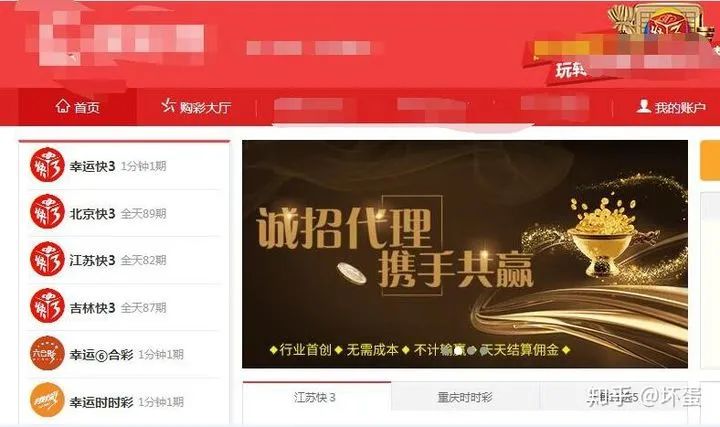 玩转
首页
购彩大厅
我的账户
幸运快3 1分钟1期
北京快3 全天89期
江苏快3 全天82期
吉林快3 全天87期
幸运⑥合彩 1分钟1期
幸运时时彩 1分钟1期
诚招代理
携手共赢
◆行业首创◆ 无需成本◆ 不计输赢◆ 天天结算佣金◆
江苏快 3
重庆时时彩
知乎 @坏蛋